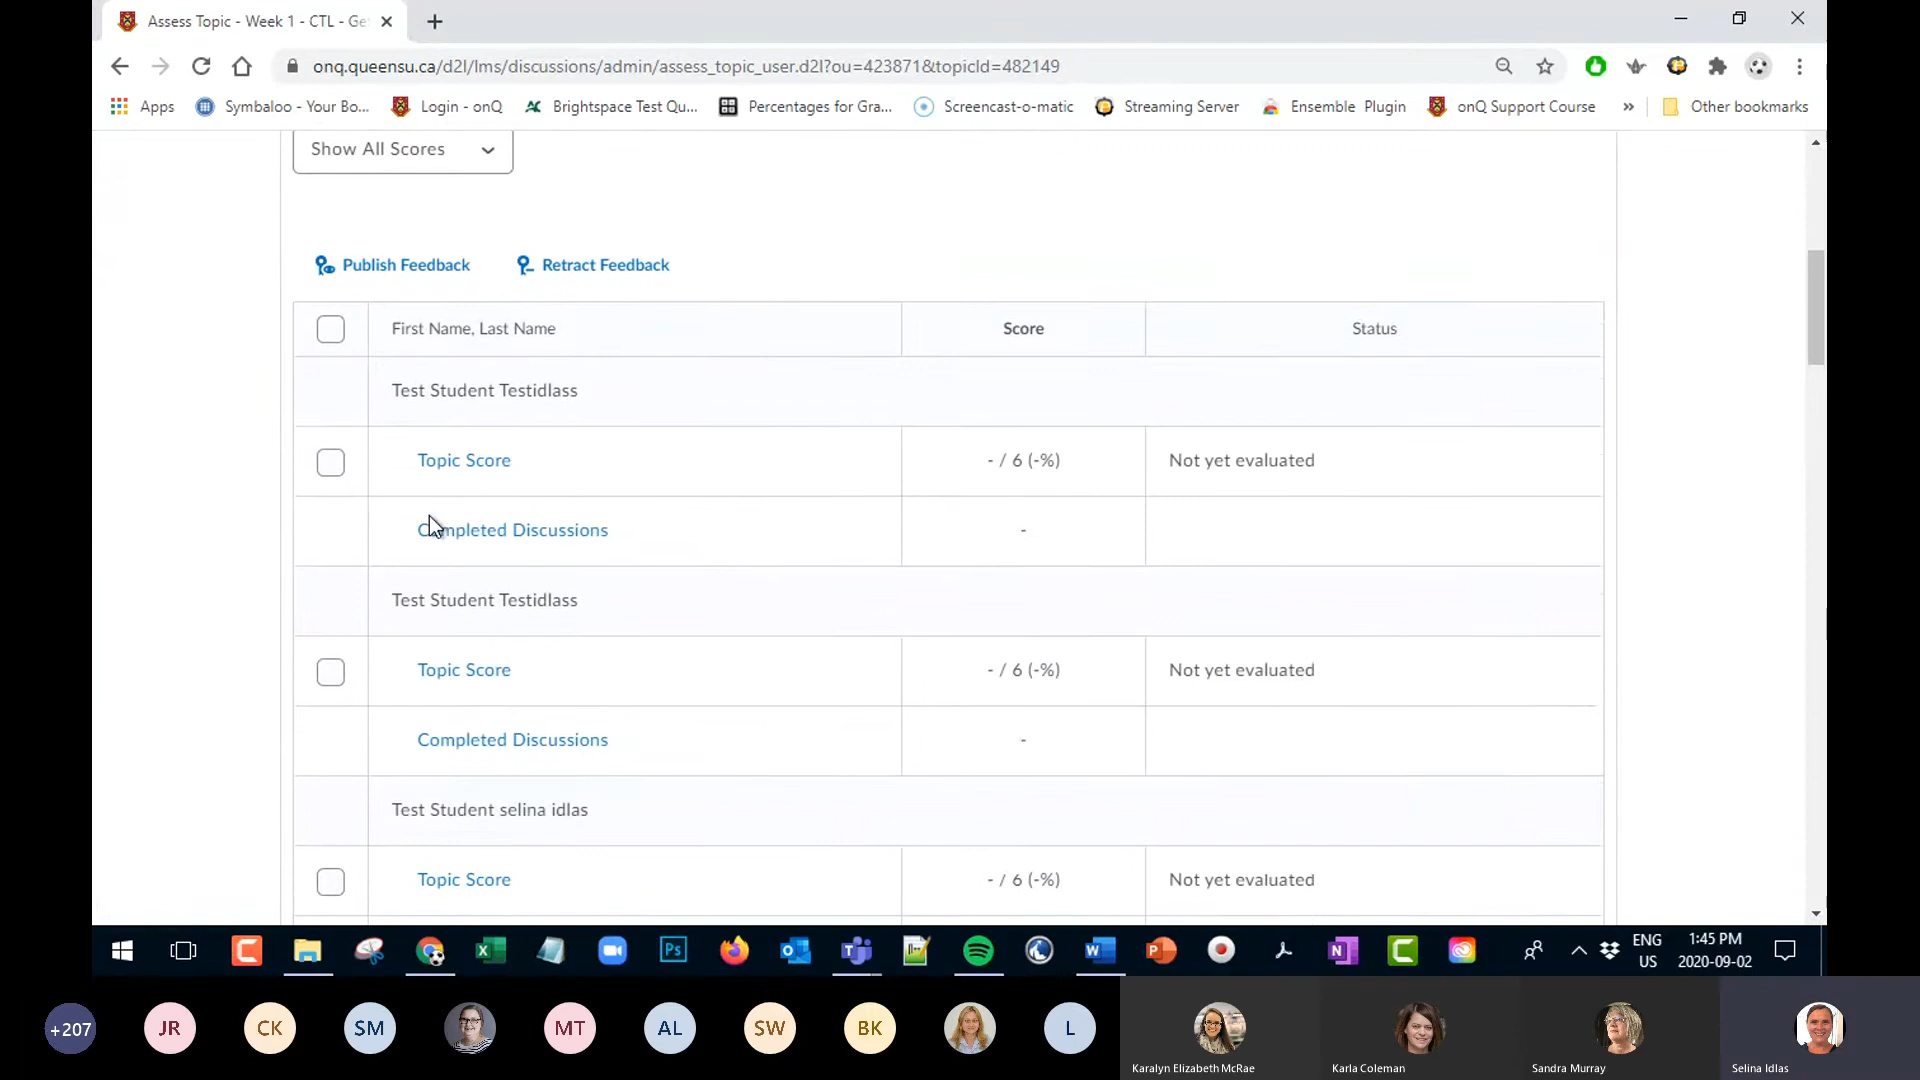 Assess Topic - Week 1 - CTL - Ge
onq.queensu.ca/d2l/lms/discussions/admin/assess_topic_user.d2l?ou=423871&topicId=482149
Apps Symbaloo - Your Bo... Login - onQ Brightspace Test Qu... Percentages for Gra... Screencast-o-matic Streaming Server Ensemble Plugin onQ Support Course » Other bookmarks
Show All Scores
Publish Feedback Retract Feedback
First Name, Last Name Score Status
Test Student Testidlass
Topic Score - / 6 (-%) Not yet evaluated
Completed Discussions -
Test Student Testidlass
Topic Score - / 6 (-%) Not yet evaluated
Completed Discussions -
Test Student selina idlas
Topic Score - / 6 (-%) Not yet evaluated
ENG 1:45 PM
US 2020-09-02
+207 JR CK SM MT AL SW BK L
Karalyn Elizabeth McRae Karla Coleman Sandra Murray Selina Idlas